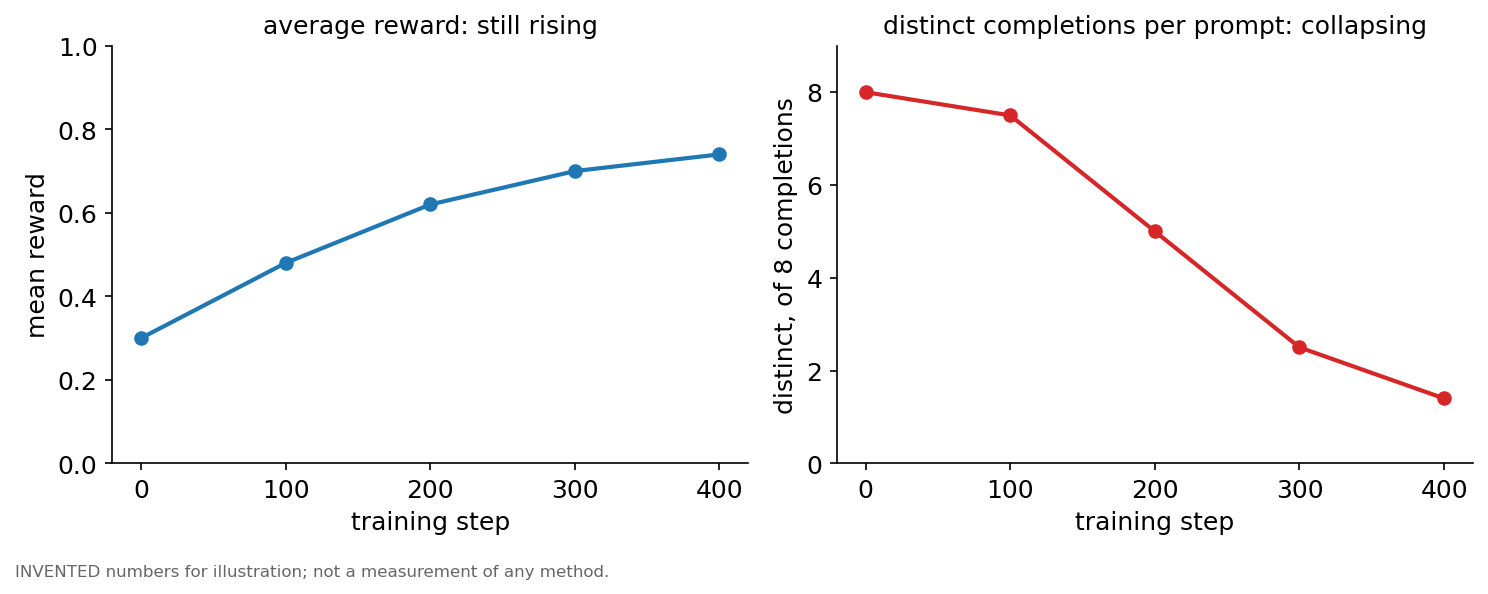 average reward: still rising
mean reward
1.0
0.8
0.6
0.4
0.2
0.0
0 100 200 300 400
training step
distinct completions per prompt: collapsing
distinct, of 8 completions
8
6
4
2
0
0 100 200 300 400
training step
INVENTED numbers for illustration; not a measurement of any method.